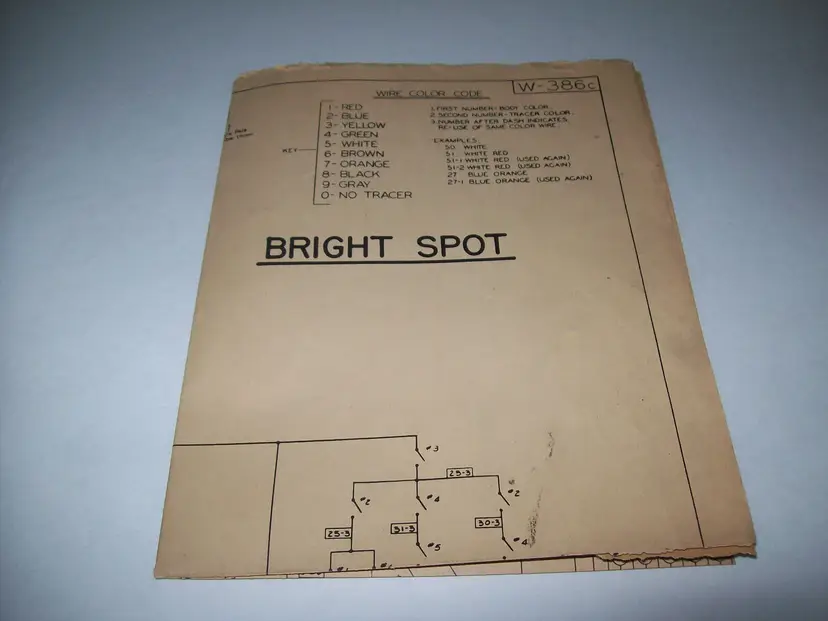 W-386c
WIRE COLOR CODE
KEY
1- RED
2- BLUE
3- YELLOW
4- GREEN
5- WHITE
6- BROWN
7- ORANGE
8- BLACK
9- GRAY
0- NO TRACER
1. FIRST NUMBER-BODY COLOR.
2. SECOND NUMBER-TRACER COLOR.
3. NUMBER AFTER DASH INDICATES
RE-USE OF SAME COLOR WIRE.
EXAMPLES:
50 WHITE
51 WHITE RED
51-1 WHITE RED (USED AGAIN)
51-2 WHITE RED (USED AGAIN)
27 BLUE ORANGE
27-1 BLUE ORANGE (USED AGAIN)
BRIGHT SPOT
#3
25-3
#2
#4
#2
25-3
31-3
30-3
#5
#4